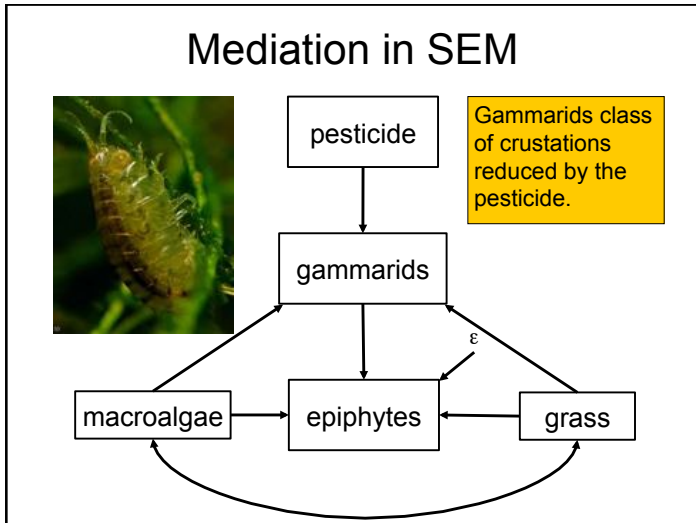 Mediation in SEM
pesticide
Gammarids class
of crustations
reduced by the
pesticide.
gammarids
ε
macroalgae
epiphytes
grass